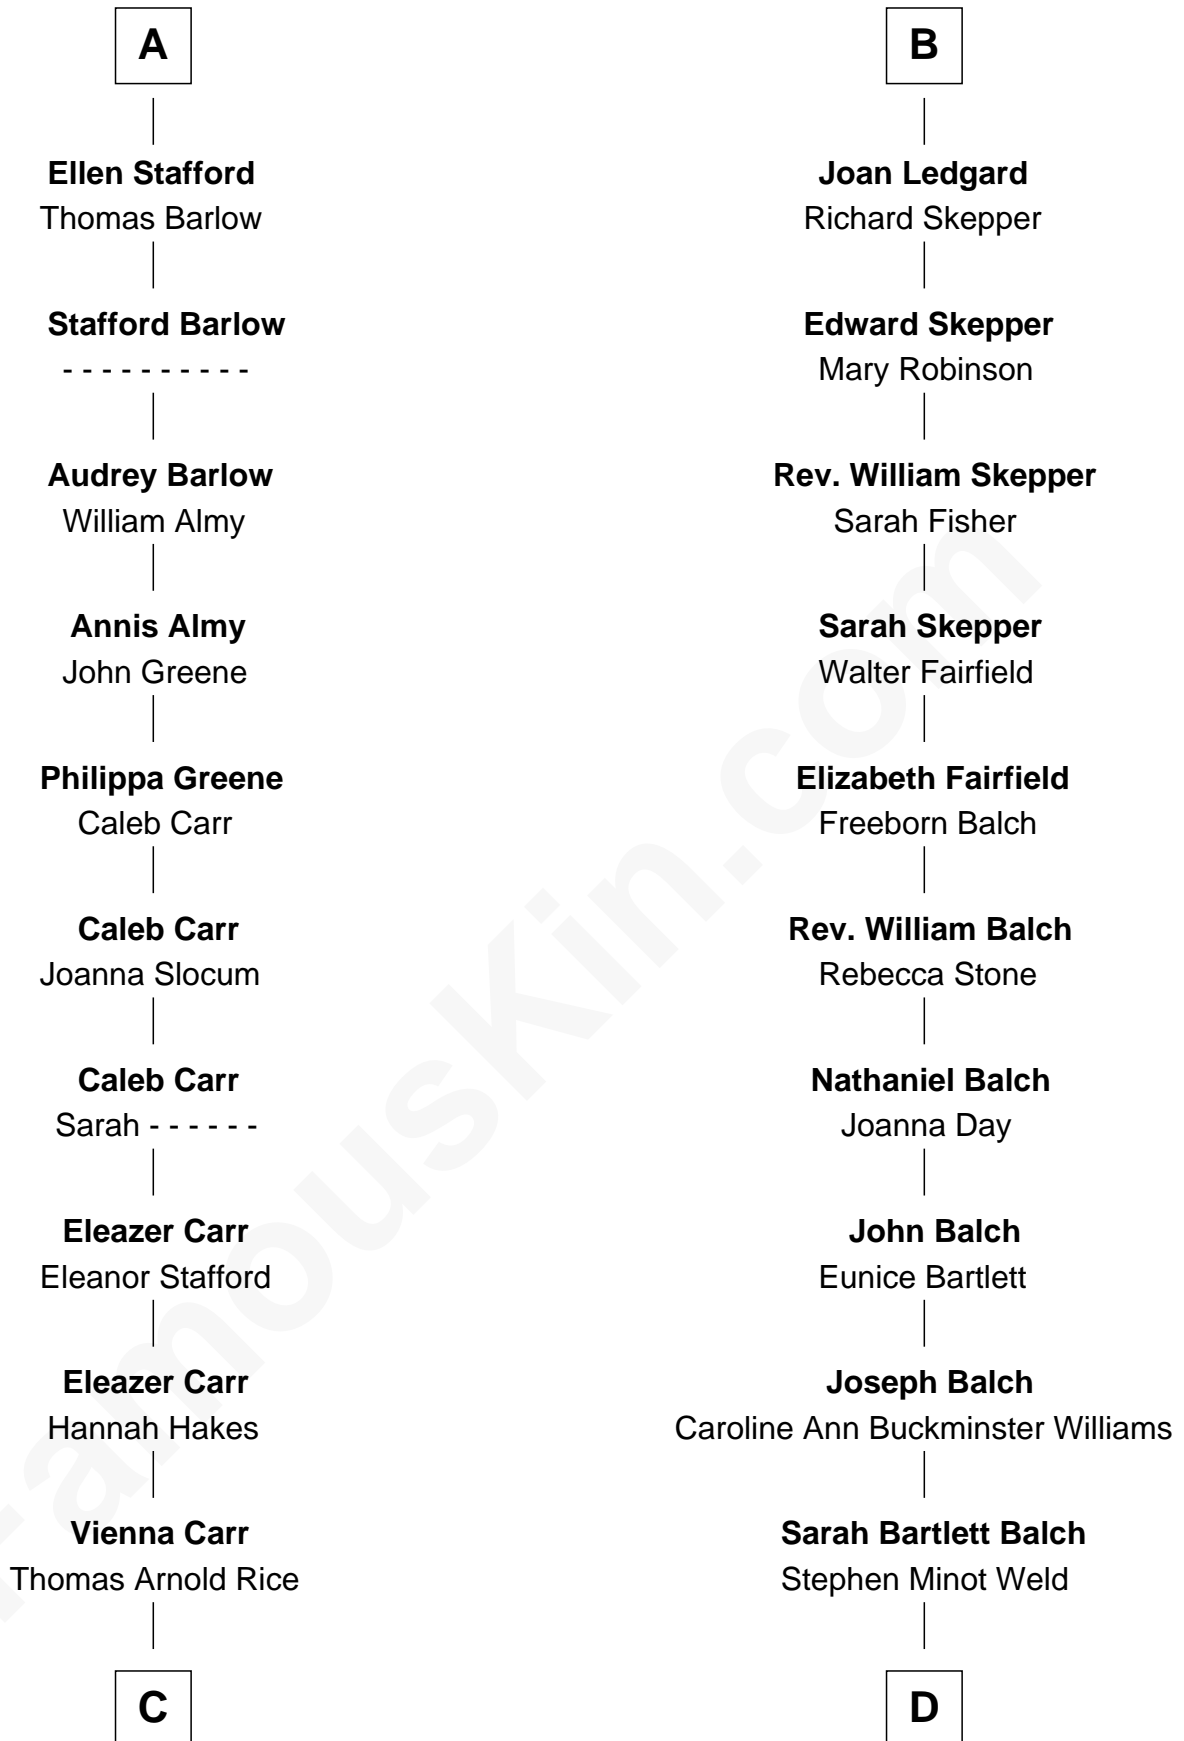 A
Ellen Stafford
Thomas Barlow
Stafford Barlow
- - - - - - - - - -
Audrey Barlow
William Almy
Annis Almy
John Greene
Philippa Greene
Caleb Carr
Caleb Carr
Joanna Slocum
Caleb Carr
Sarah - - - - - -
Eleazer Carr
Eleanor Stafford
Eleazer Carr
Hannah Hakes
Vienna Carr
Thomas Arnold Rice
C
B
Joan Ledgard
Richard Skepper
Edward Skepper
Mary Robinson
Rev. William Skepper
Sarah Fisher
Sarah Skepper
Walter Fairfield
Elizabeth Fairfield
Freeborn Balch
Rev. William Balch
Rebecca Stone
Nathaniel Balch
Joanna Day
John Balch
Eunice Bartlett
Joseph Balch
Caroline Ann Buckminster Williams
Sarah Bartlett Balch
Stephen Minot Weld
D
FamousKin.com